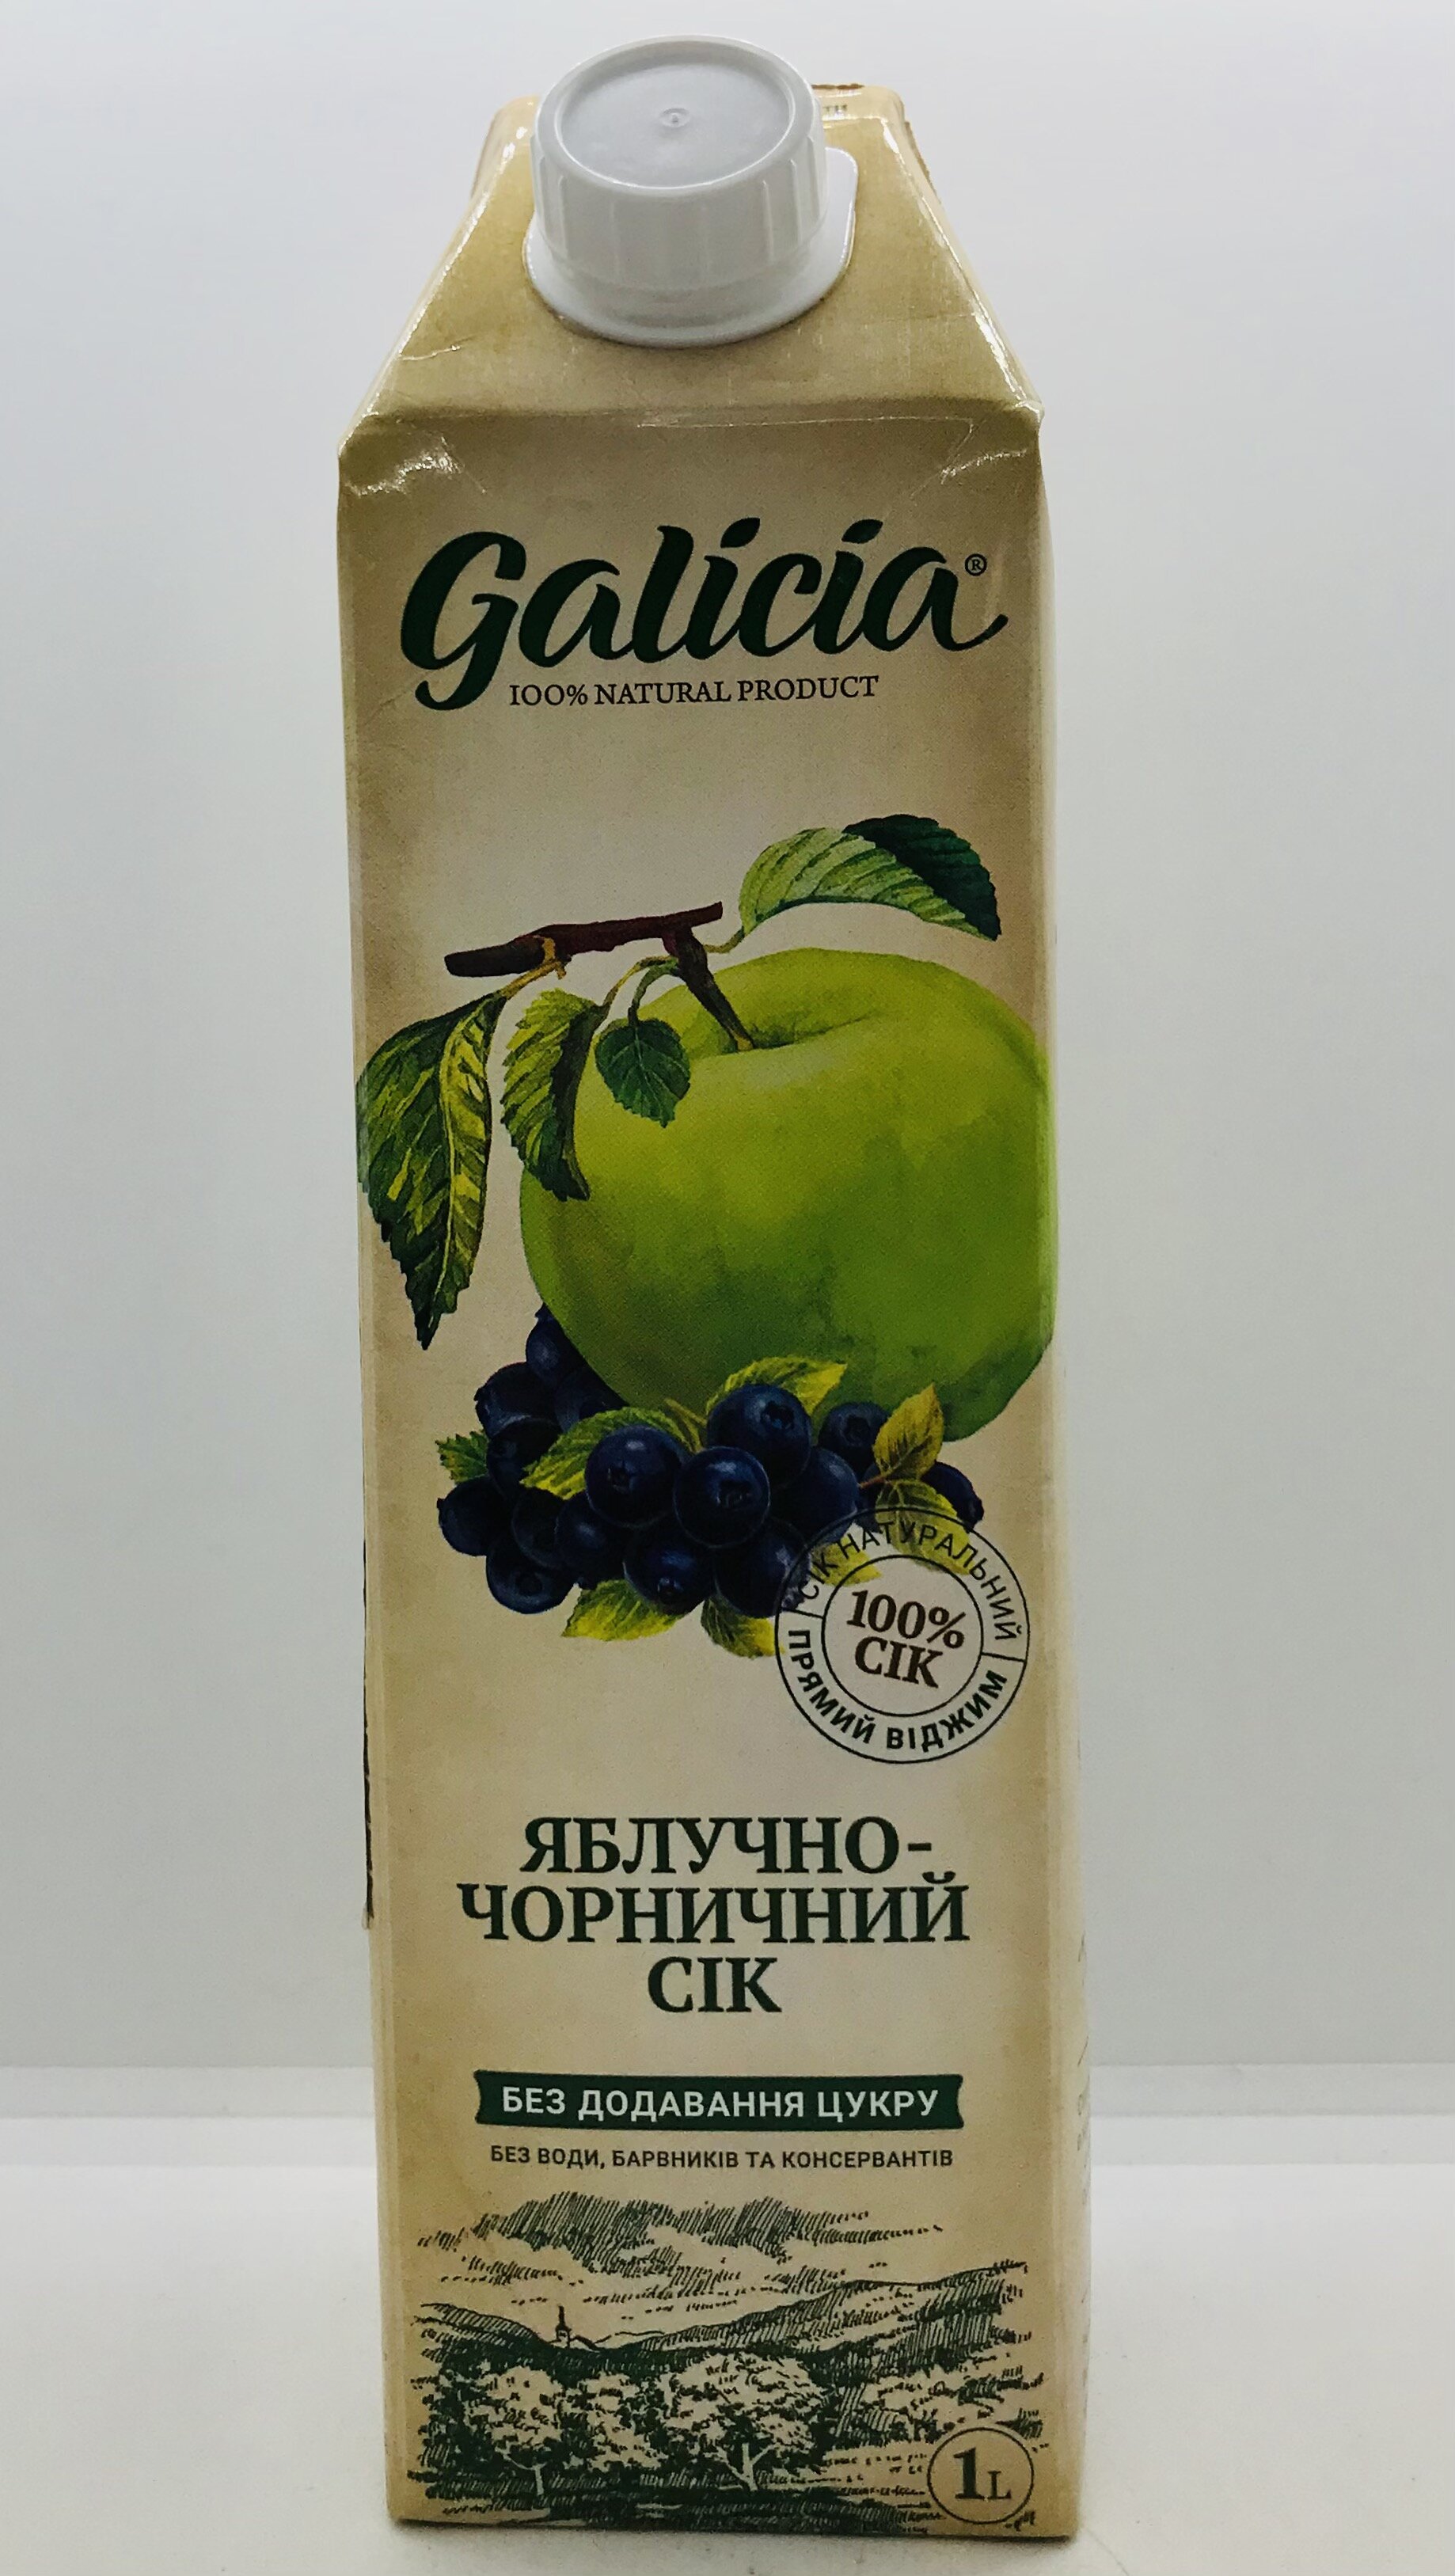 Galicia®
100% NATURAL PRODUCT
СІК НАТУРАЛЬНИЙ
100%
СІК
ПРЯМИЙ ВІДЖИМ
ЯБЛУЧНО-
ЧОРНИЧНИЙ
СІК
БЕЗ ДОДАВАННЯ ЦУКРУ
БЕЗ ВОДИ, БАРВНИКІВ ТА КОНСЕРВАНТІВ
1L